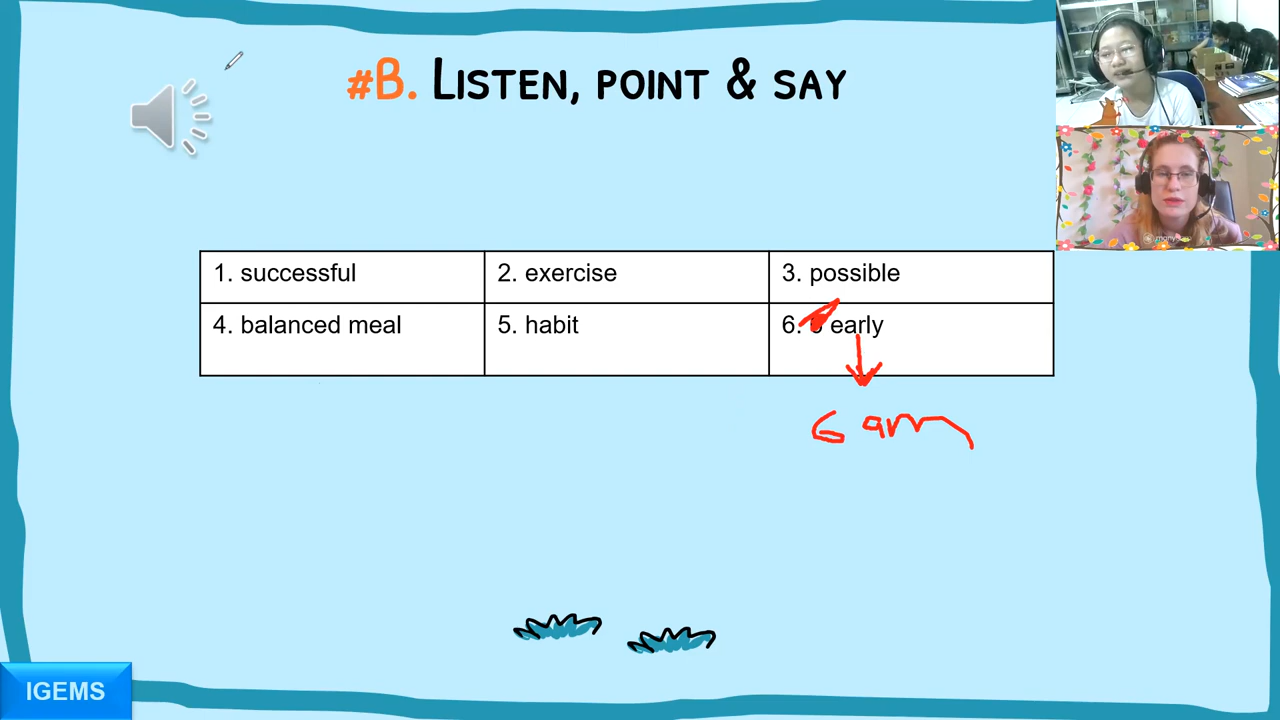 #B. LISTEN, POINT & SAY
1. successful 2. exercise 3. possible
4. balanced meal 5. habit 6. early
6 am
IGEMS